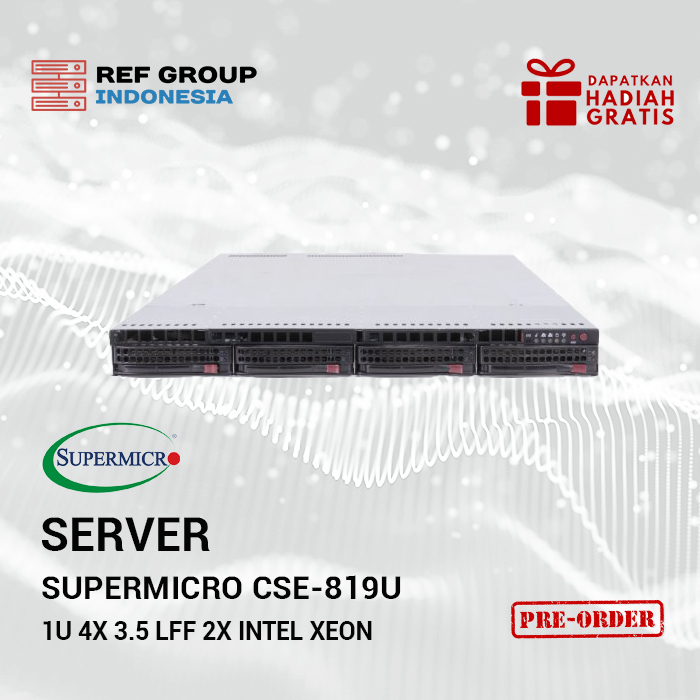 REF GROUP
INDONESIA
DAPATKAN
HADIAH
GRATIS
SUPERMICRO
SERVER
SUPERMICRO CSE-819U
1U 4X 3.5 LFF 2X INTEL XEON
PRE-ORDER